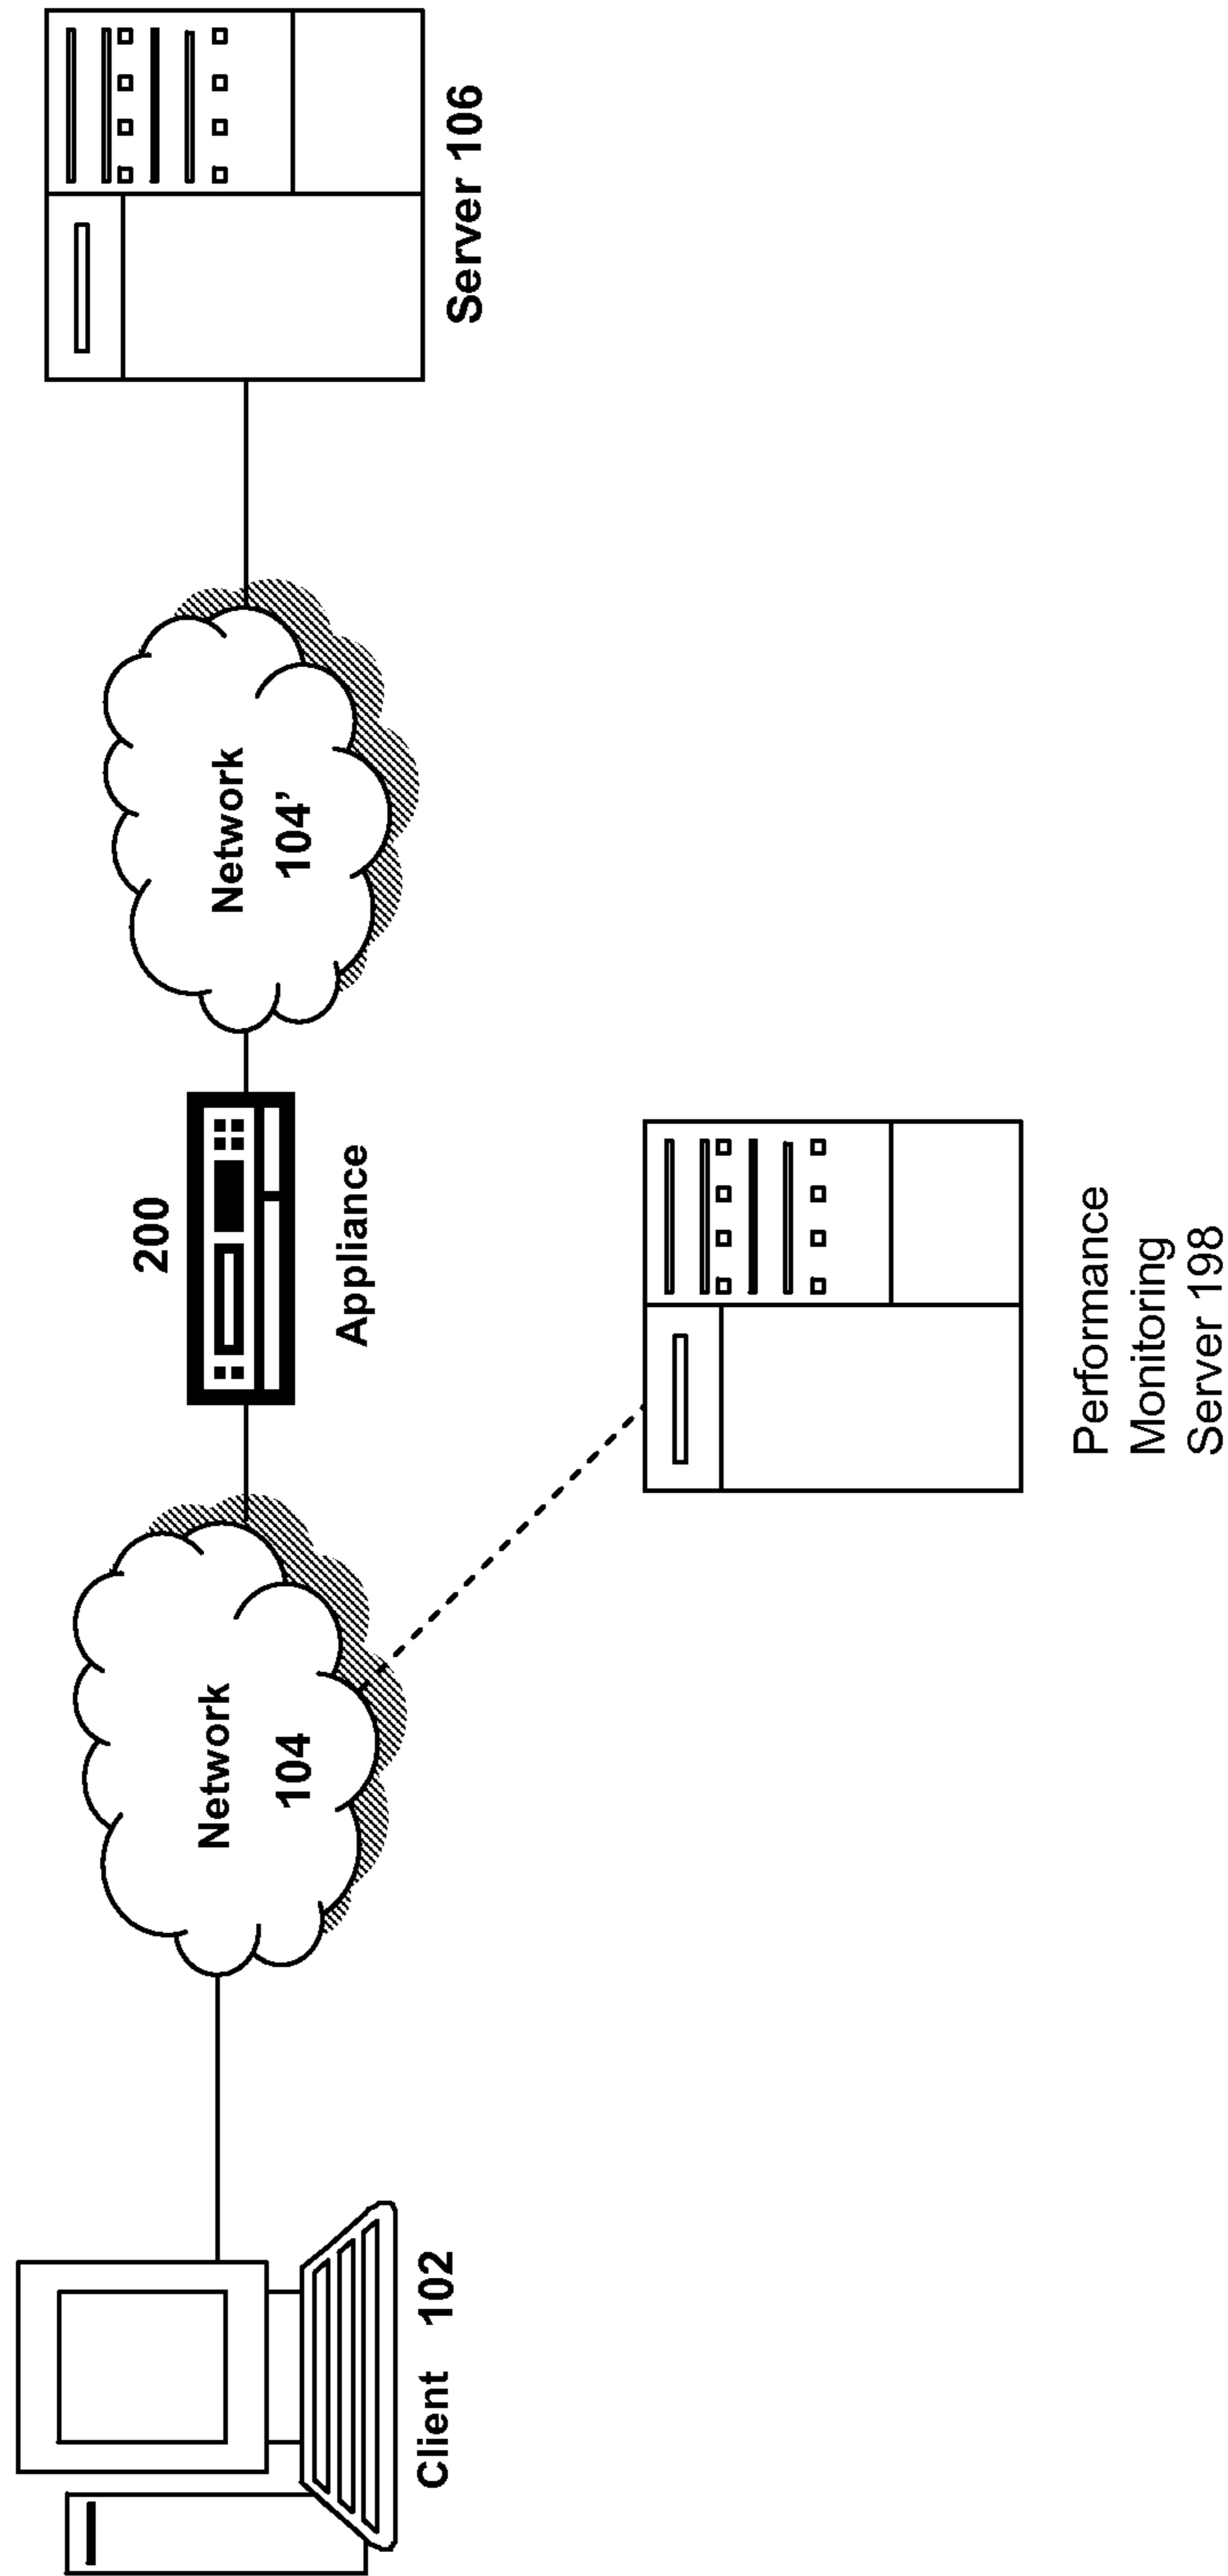 200
Network
104
Network
104’
Appliance
Client 102
Server 106
Performance
Monitoring
Server 198